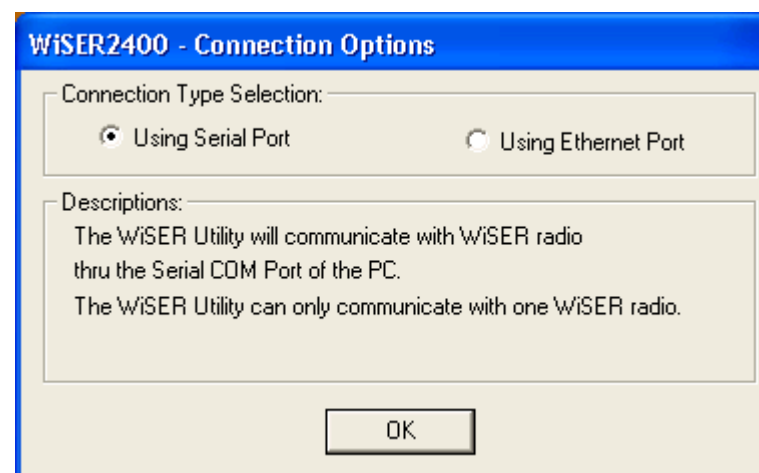 WiSER2400 - Connection Options
Connection Type Selection:
Using Serial Port
Using Ethernet Port
Descriptions:
The WiSER Utility will communicate with WiSER radio
thru the Serial COM Port of the PC.
The WiSER Utility can only communicate with one WiSER radio.
OK